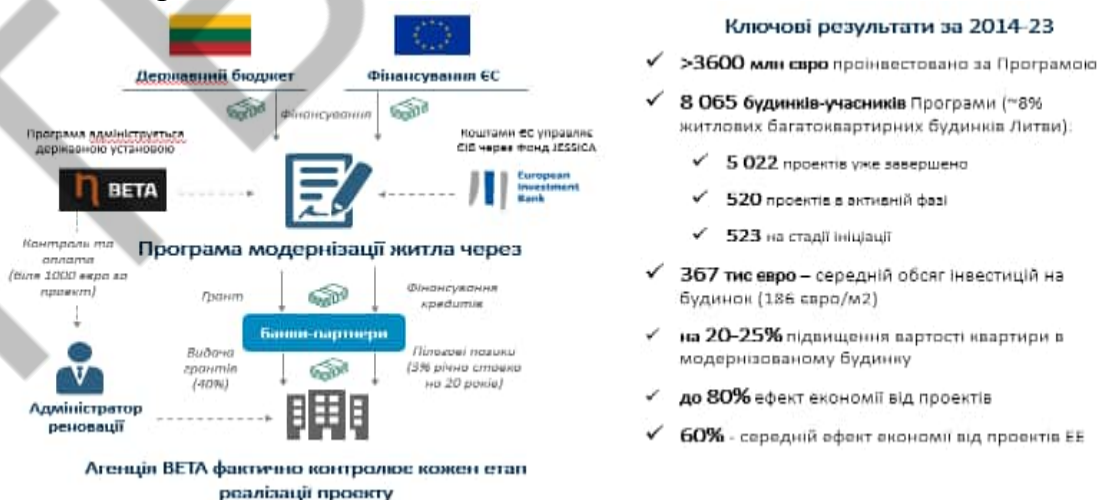 Державний бюджет
Фінансування ЄС
Фінансування
Програма адмініструється
державною установою
Коштами ЄС управляє
ЄІБ через Фонд JESSICA
BETA
European
Investment
Bank
Контроль та
оплата
(біля 1000 евро за
проект)
Програма модернізації житла через
Грант
Фінансування
кредитів
Банки-партнери
Видача
грантів
(40%)
Пільгові позики
(3% річна ставка
на 20 років)
Адміністратор
реновації
Агенція ВЕТА фактично контролює кожен етап
реалізації проекту
Ключові результати за 2014-23
>3600 млн євро проінвестовано за Програмою
8 065 будинків-учасників Програми (~8%
житлових багатоквартирних будинків Литви):
5 022 проектів уже завершено
520 проектів в активній фазі
523 на стадії ініціації
367 тис евро – середній обсяг інвестицій на
будинок (186 євро/м2)
на 20-25% підвищення вартості квартири в
модернізованому будинку
до 80% ефект економії від проектів
60% - середній ефект економії від проектів ЕЕ